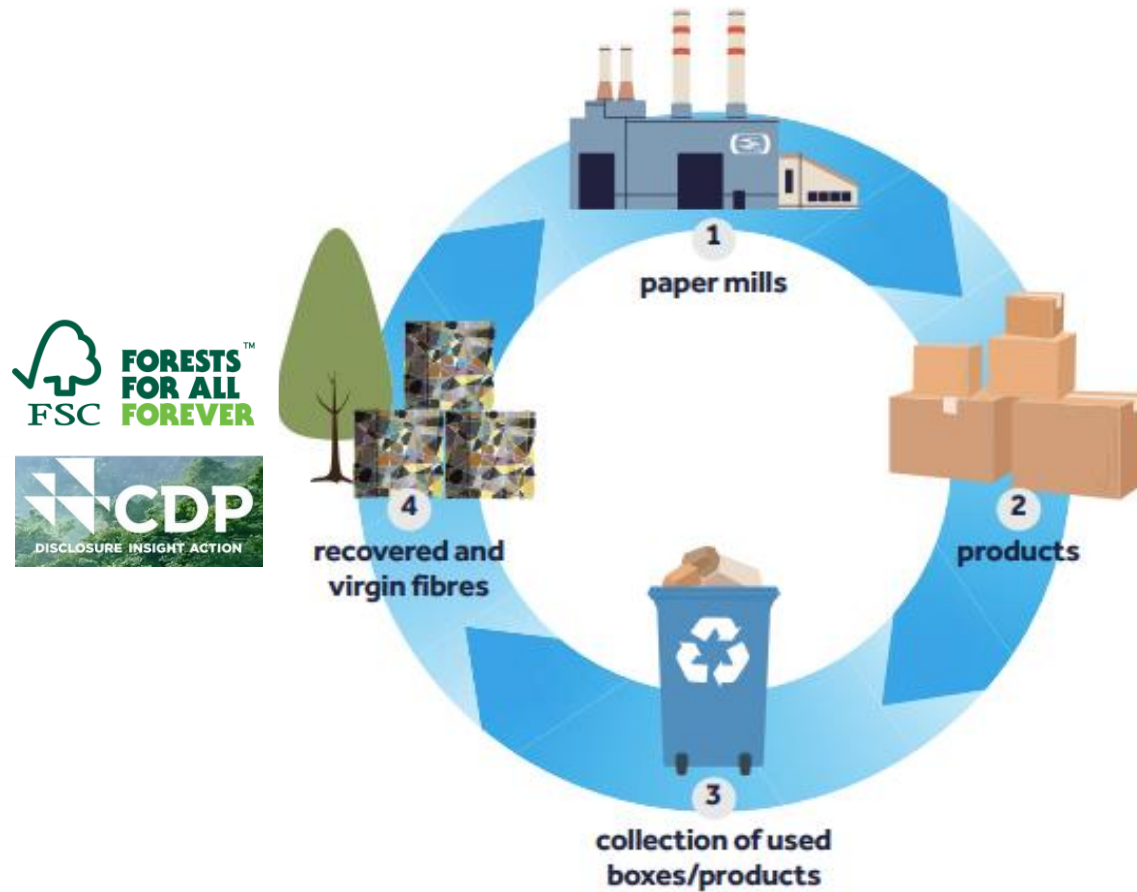 1
paper mills
2
products
3
collection of used
boxes/products
4
recovered and
virgin fibres
FSC
FORESTS™
FOR ALL
FOREVER
CDP
DISCLOSURE INSIGHT ACTION